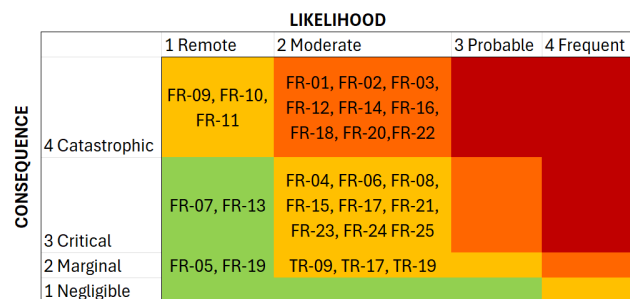 LIKELIHOOD
1 Remote 2 Moderate 3 Probable 4 Frequent
CONSEQUENCE
4 Catastrophic
FR-09, FR-10,
FR-11
FR-01, FR-02, FR-03,
FR-12, FR-14, FR-16,
FR-18, FR-20,FR-22
3 Critical
FR-07, FR-13
FR-04, FR-06, FR-08,
FR-15, FR-17, FR-21,
FR-23, FR-24 FR-25
2 Marginal FR-05, FR-19 TR-09, TR-17, TR-19
1 Negligible